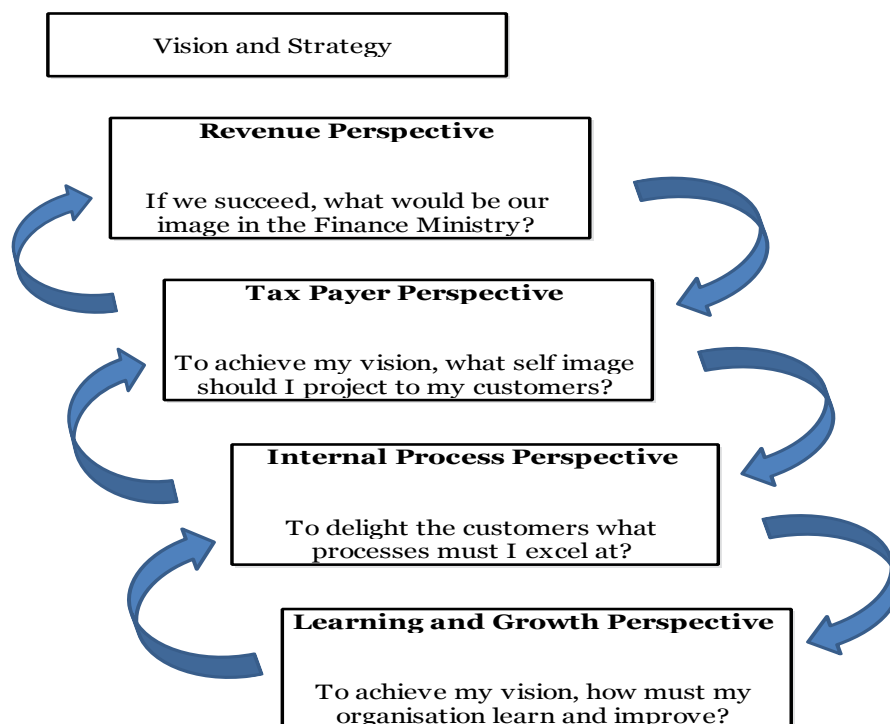 Vision and Strategy
Revenue Perspective
If we succeed, what would be our
image in the Finance Ministry?
Tax Payer Perspective
To achieve my vision, what self image
should I project to my customers?
Internal Process Perspective
To delight the customers what
processes must I excel at?
Learning and Growth Perspective
To achieve my vision, how must my
organisation learn and improve?